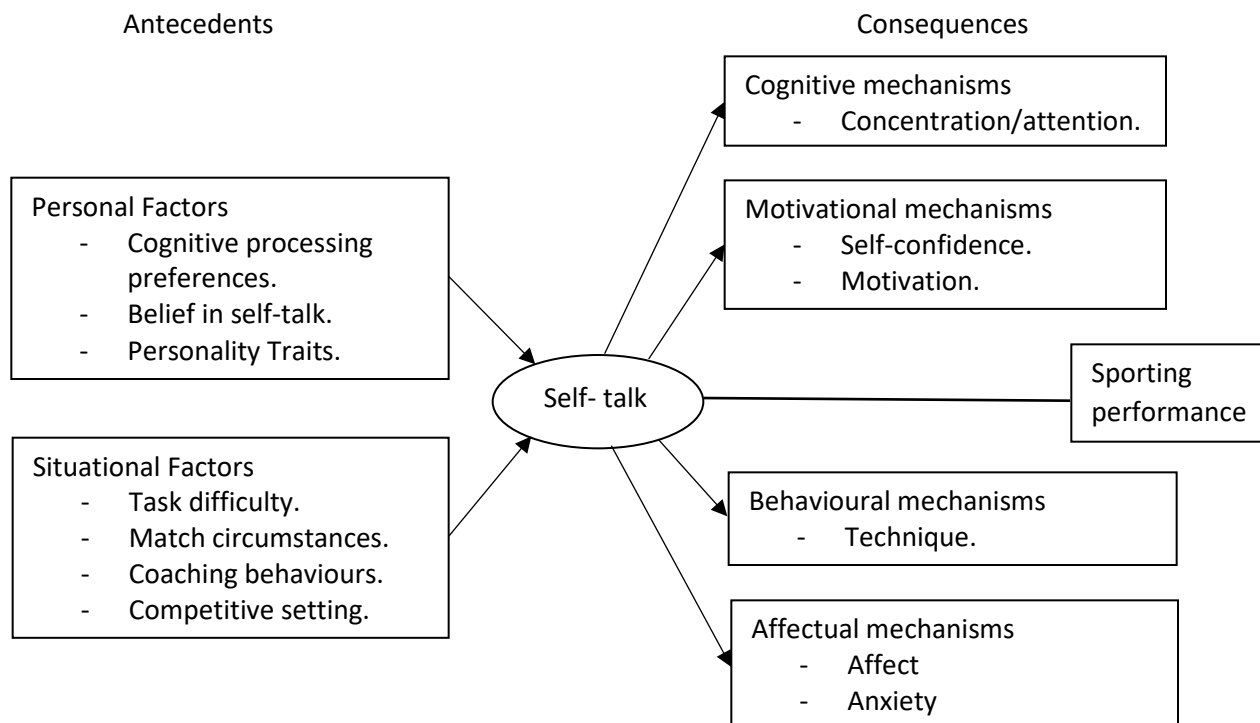 Antecedents
Consequences
Personal Factors
- Cognitive processing
preferences.
- Belief in self-talk.
- Personality Traits.
Situational Factors
- Task difficulty.
- Match circumstances.
- Coaching behaviours.
- Competitive setting.
Self- talk
Cognitive mechanisms
- Concentration/attention.
Motivational mechanisms
- Self-confidence.
- Motivation.
Sporting
performance
Behavioural mechanisms
- Technique.
Affectual mechanisms
- Affect
- Anxiety